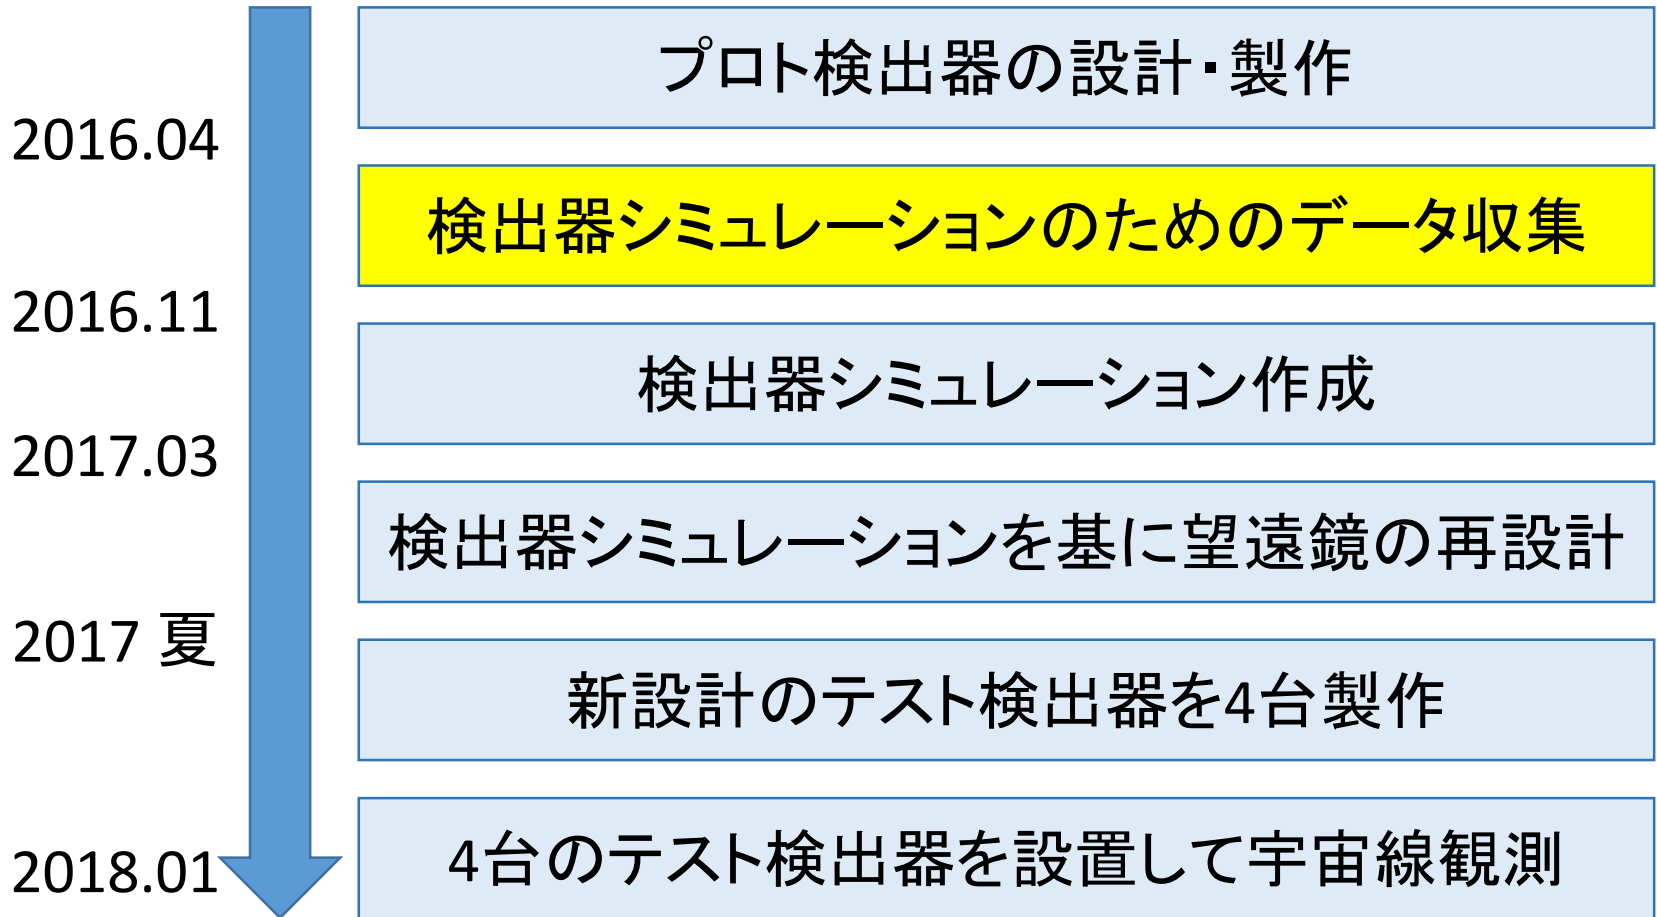 プロト検出器の設計・製作
2016.04
検出器シミュレーションのためのデータ収集
2016.11
検出器シミュレーション作成
2017.03
検出器シミュレーションを基に望遠鏡の再設計
2017 夏
新設計のテスト検出器を4台製作
2018.01
4台のテスト検出器を設置して宇宙線観測